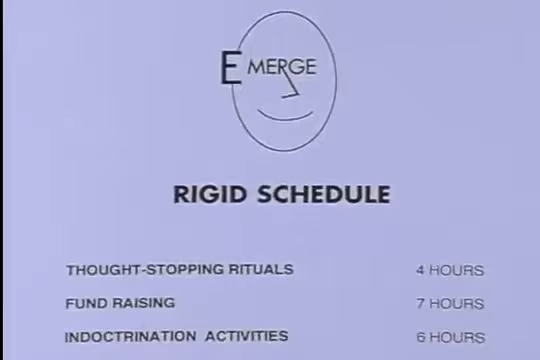 EMERGE
RIGID SCHEDULE
THOUGHT-STOPPING RITUALS 4 HOURS
FUND RAISING 7 HOURS
INDOCTRINATION ACTIVITIES 6 HOURS